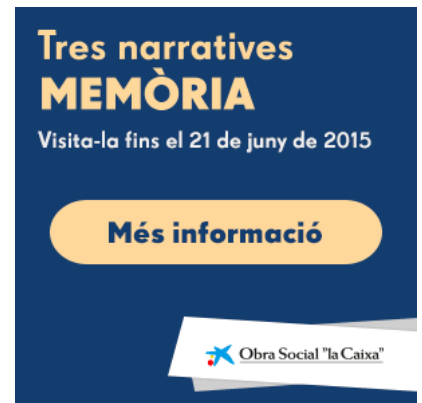 Tres narratives
MEMÒRIA
Visita-la fins el 21 de juny de 2015
Més informació
Obra Social "la Caixa"